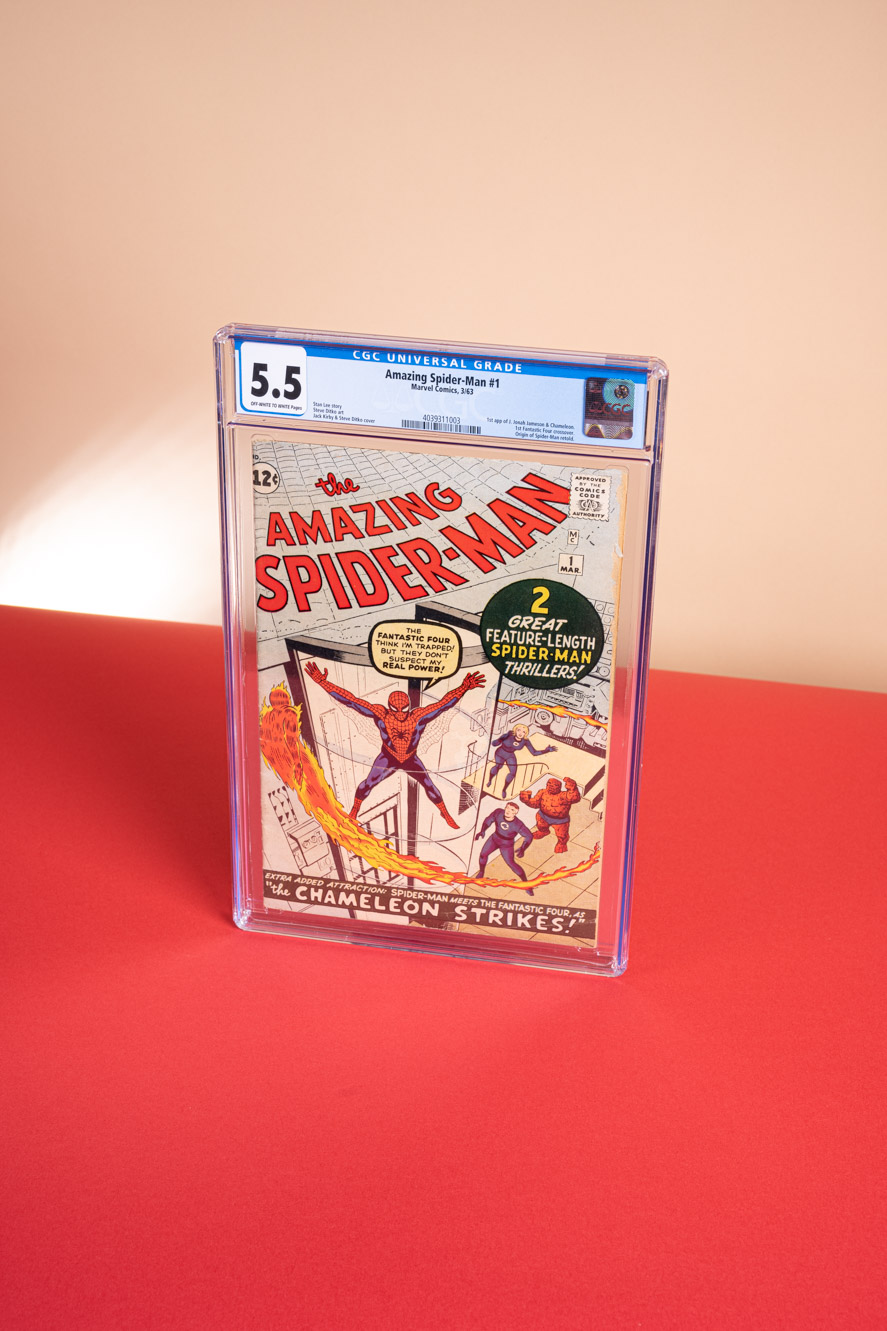 CGC UNIVERSAL GRADE
5.5
OFF-WHITE TO WHITE Pages
Amazing Spider-Man #1
Marvel Comics, 3/63
Stan Lee story
Steve Ditko art
Jack Kirby & Steve Ditko cover
4039311003
1st app of J. Jonah Jameson & Chameleon.
1st Fantastic Four crossover.
Origin of Spider-Man retold.
CGC
12¢
the
AMAZING
SPIDER-MAN
APPROVED
BY THE
COMICS
CODE
AUTHORITY
MC
1
MAR.
2
GREAT
FEATURE-LENGTH
SPIDER-MAN
THRILLERS!
THE
FANTASTIC FOUR
THINK I'M TRAPPED!
BUT THEY DON'T
SUSPECT MY
REAL POWER!
EXTRA ADDED ATTRACTION: SPIDER-MAN MEETS THE FANTASTIC FOUR, AS
"the CHAMELEON STRIKES!"